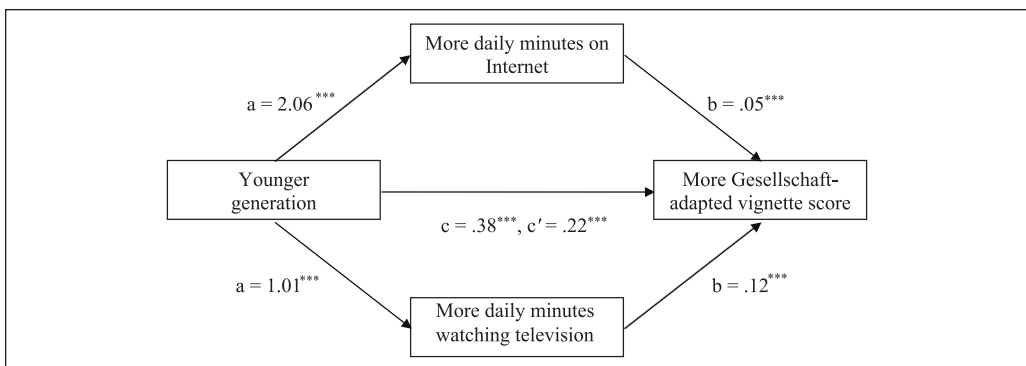 More daily minutes on
Internet
a = 2.06***
b = .05***
Younger
generation
More Gesellschaft-
adapted vignette score
c = .38***, c′ = .22***
a = 1.01***
b = .12***
More daily minutes
watching television